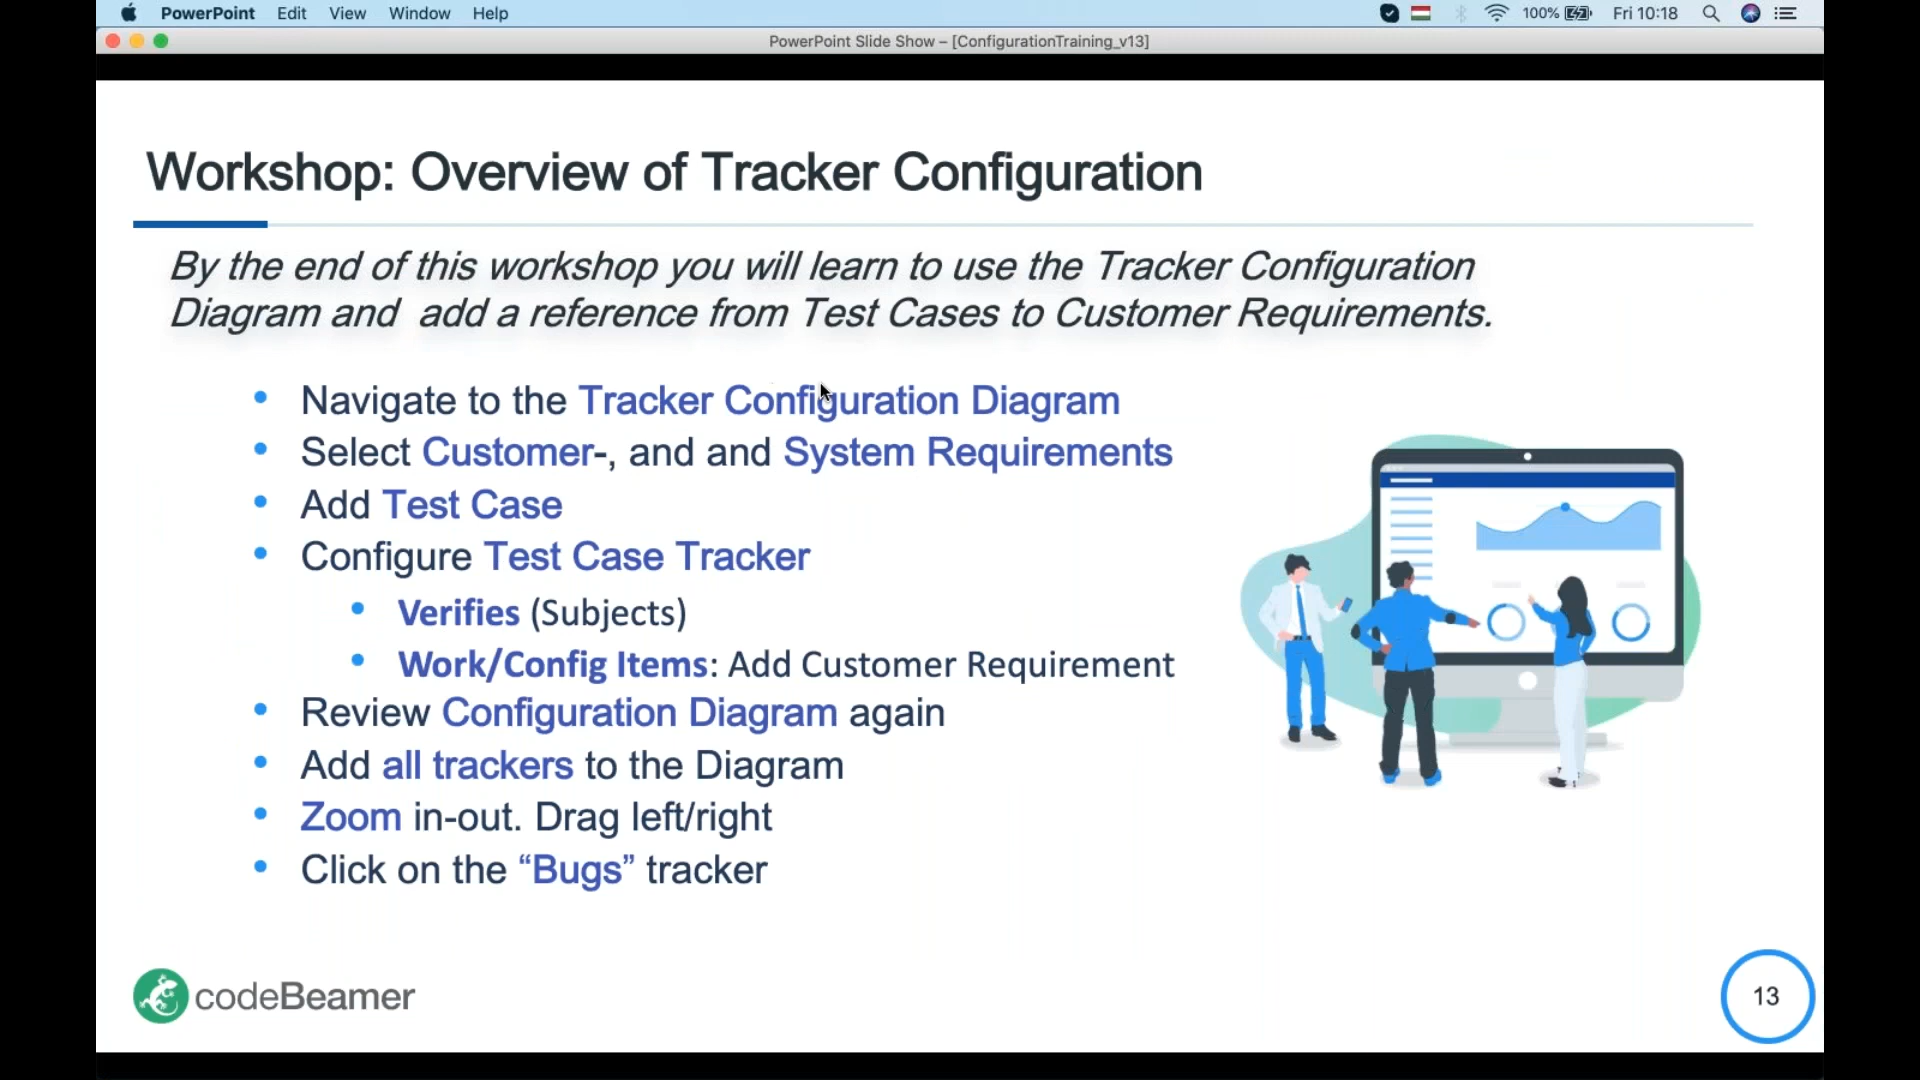 PowerPoint Edit View Window Help 100% Fri 10:18
PowerPoint Slide Show – [ConfigurationTraining_v13]
Workshop: Overview of Tracker Configuration
By the end of this workshop you will learn to use the Tracker Configuration
Diagram and add a reference from Test Cases to Customer Requirements.
• Navigate to the Tracker Configuration Diagram
• Select Customer-, and and System Requirements
• Add Test Case
• Configure Test Case Tracker
• Verifies (Subjects)
• Work/Config Items: Add Customer Requirement
• Review Configuration Diagram again
• Add all trackers to the Diagram
• Zoom in-out. Drag left/right
• Click on the “Bugs” tracker
codeBeamer
13